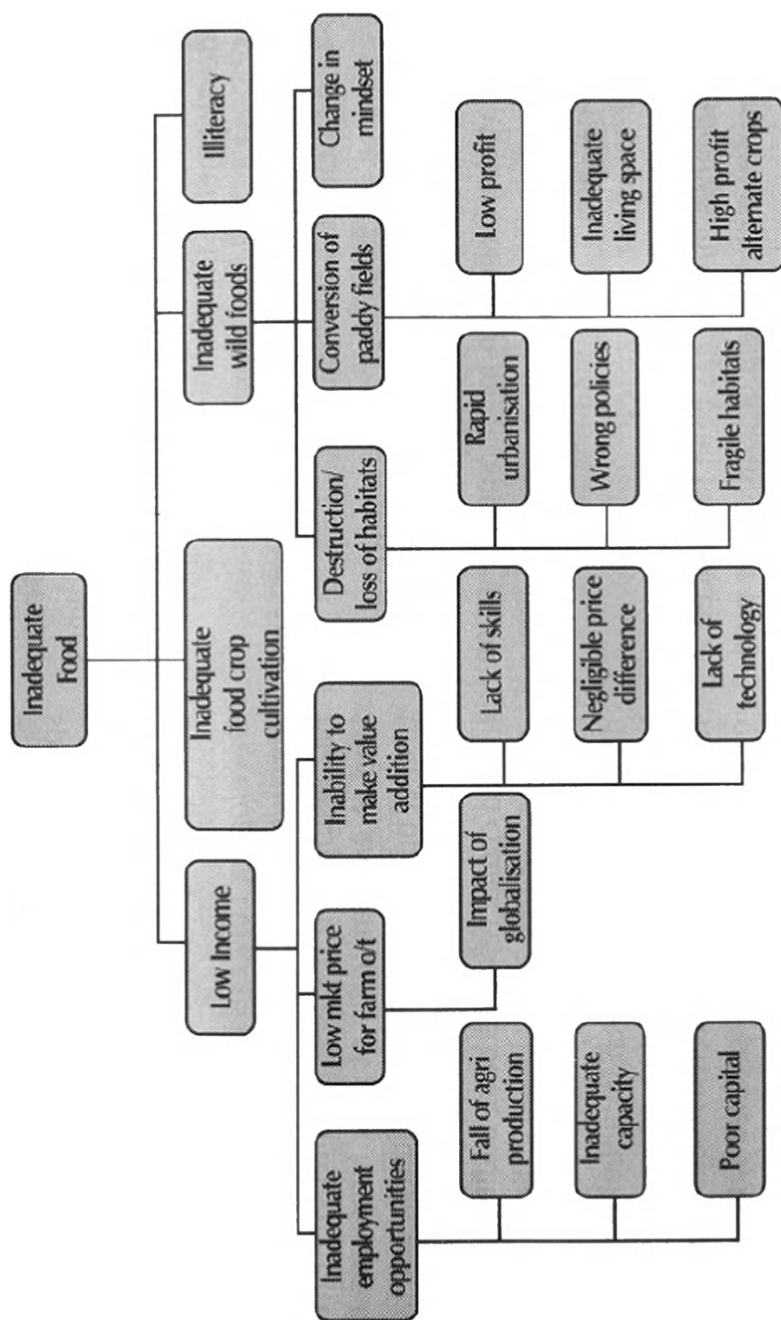 Inadequate
Food
Low Income
Inadequate
food crop
cultivation
Inadequate
wild foods
Illiteracy
Inadequate
employment
opportunities
Low mkt price
for farm o/t
Inability to
make value
addition
Destruction/
loss of habitats
Conversion of
paddy fields
Change in
mindset
Fall of agri
production
Inadequate
capacity
Poor capital
Impact of
globalisation
Lack of skills
Negligible price
difference
Lack of
technology
Rapid
urbanisation
Wrong policies
Fragile habitats
Low profit
Inadequate
living space
High profit
alternate crops